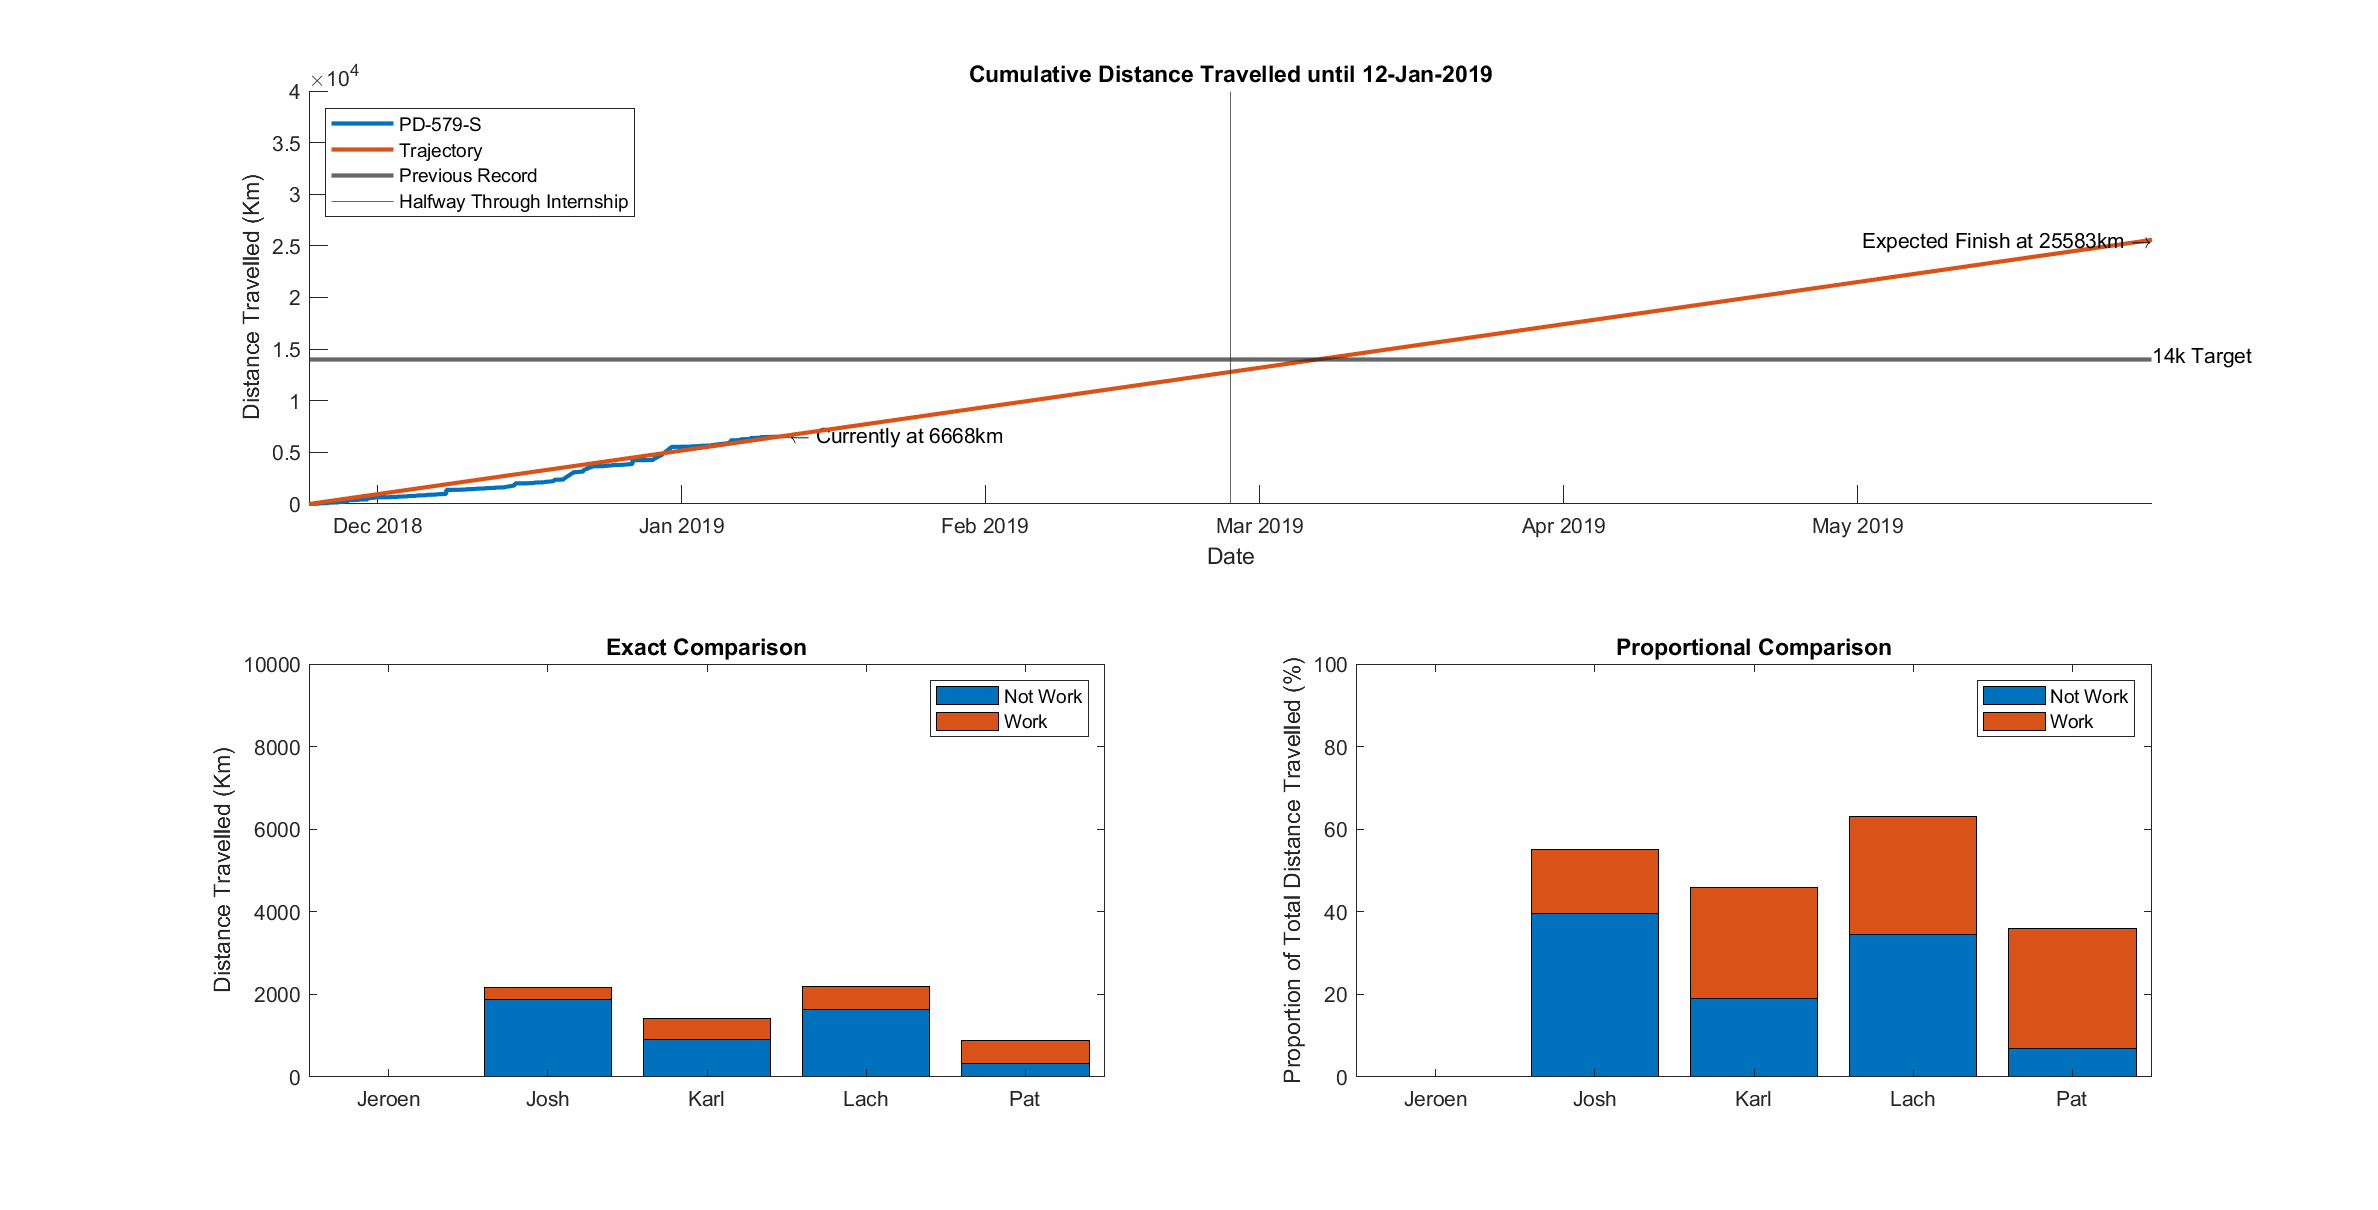 Cumulative Distance Travelled until 12-Jan-2019
×10^4
4
3.5
3
2.5
2
1.5
1
0.5
0
Distance Travelled (Km)
PD-579-S
Trajectory
Previous Record
Halfway Through Internship
Expected Finish at 25583km →
14k Target
← Currently at 6668km
Dec 2018 Jan 2019 Feb 2019 Mar 2019 Apr 2019 May 2019
Date
Exact Comparison
10000
8000
6000
4000
2000
0
Distance Travelled (Km)
Not Work
Work
Jeroen Josh Karl Lach Pat
Proportional Comparison
100
80
60
40
20
0
Proportion of Total Distance Travelled (%)
Not Work
Work
Jeroen Josh Karl Lach Pat